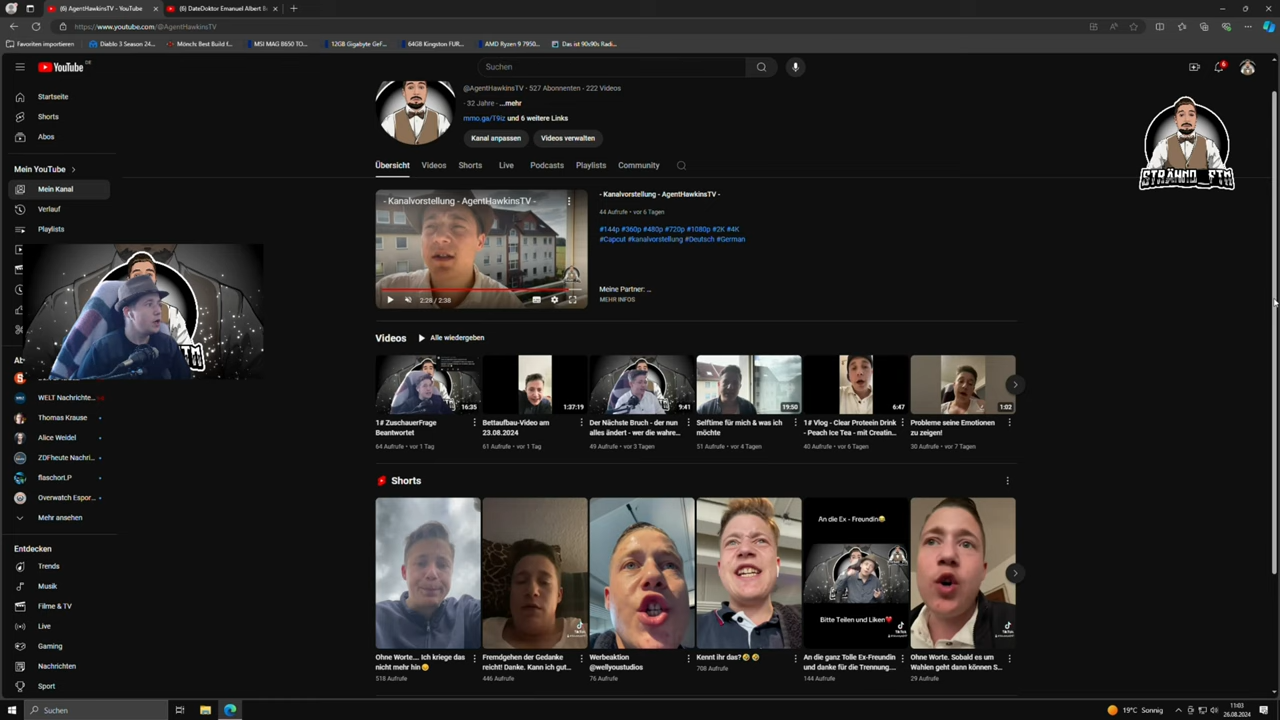 (6) AgentHawkinsTV - YouTube
(6) DateDoktor Emanuel Albert E
https://www.youtube.com/@AgentHawkinsTV
Favoriten importieren
Diablo 3 Season 24...
Mönch: Best Build f...
MSI MAG B650 TO...
12GB Gigabyte GeF...
64GB Kingston FUR...
AMD Ryzen 9 7950...
Das ist 90s90s Radi...
YouTube DE
Suchen
6
Startseite
Shorts
Abos
Mein YouTube
Mein Kanal
Verlauf
Playlists
WELT Nachrichte...
Thomas Krause
Alice Weidel
ZDFheute Nachri...
flaschorLP
Overwatch Espor...
Mehr ansehen
Entdecken
Trends
Musik
Filme & TV
Live
Gaming
Nachrichten
Sport
@AgentHawkinsTV · 527 Abonnenten · 222 Videos
- 32 Jahre - ...mehr
mmo.ga/T9iz und 6 weitere Links
Kanal anpassen
Videos verwalten
STRÄHNO_FTM
Übersicht
Videos
Shorts
Live
Podcasts
Playlists
Community
- Kanalvorstellung - AgentHawkinsTV -
2:28 / 2:38
- Kanalvorstellung - AgentHawkinsTV -
44 Aufrufe · vor 6 Tagen
#144p #360p #480p #720p #1080p #2K #4K
#Capcut #kanalvorstellung #Deutsch #German
Meine Partner: ...
MEHR INFOS
Videos
Alle wiedergeben
16:35
1:37:19
9:41
19:50
6:47
1:02
1# ZuschauerFrage
Beantwortet
64 Aufrufe · vor 1 Tag
Bettaufbau-Video am
23.08.2024
61 Aufrufe · vor 1 Tag
Der Nächste Bruch - der nun
alles ändert - wer die wahre...
49 Aufrufe · vor 3 Tagen
Selftime für mich & was ich
möchte
51 Aufrufe · vor 4 Tagen
1# Vlog - Clear Proteein Drink
- Peach Ice Tea - mit Creatin...
40 Aufrufe · vor 6 Tagen
Probleme seine Emotionen
zu zeigen!
30 Aufrufe · vor 7 Tagen
Shorts
An die Ex - Freundin😂
Bitte Teilen und Liken❤
TikTok
TikTok
TikTok
TikTok
Ohne Worte.... Ich kriege das
nicht mehr hin😞
518 Aufrufe
Fremdgehen der Gedanke
reicht! Danke. Kann ich gut...
446 Aufrufe
Werbeaktion
@wellyoustudios
76 Aufrufe
Kennt ihr das?🤣🤣
708 Aufrufe
An die ganz Tolle Ex-Freundin
und danke für die Trennung....
144 Aufrufe
Ohne Worte. Sobald es um
Wahlen geht dann können S...
29 Aufrufe
Suchen
19°C Sonnig
11:03
26.08.2024